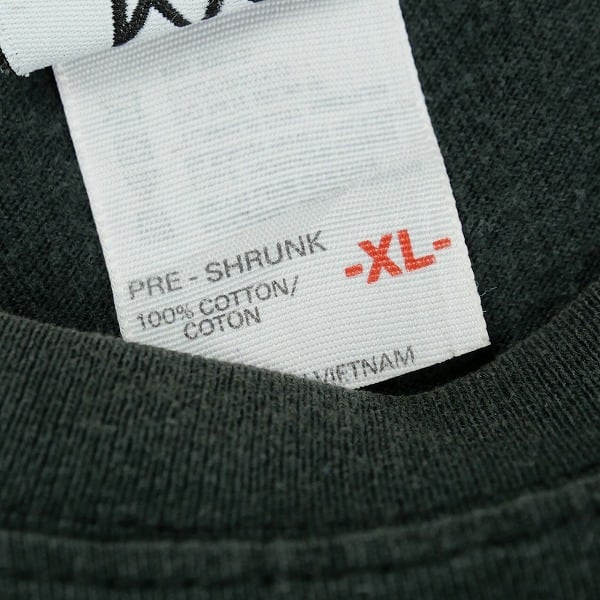 PRE - SHRUNK
-XL-
100% COTTON/
COTON
VIETNAM